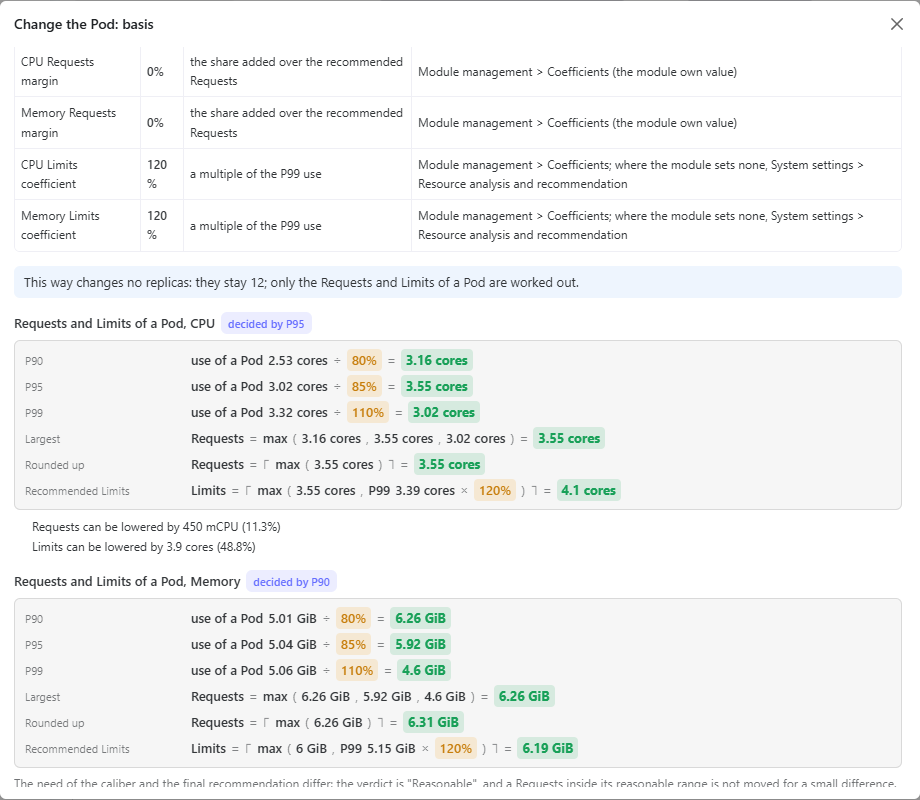 Change the Pod: basis
CPU Requests margin 0% the share added over the recommended Requests Module management > Coefficients (the module own value)
Memory Requests margin 0% the share added over the recommended Requests Module management > Coefficients (the module own value)
CPU Limits coefficient 120 % a multiple of the P99 use Module management > Coefficients; where the module sets none, System settings > Resource analysis and recommendation
Memory Limits coefficient 120 % a multiple of the P99 use Module management > Coefficients; where the module sets none, System settings > Resource analysis and recommendation
This way changes no replicas: they stay 12; only the Requests and Limits of a Pod are worked out.
Requests and Limits of a Pod, CPU decided by P95
P90 use of a Pod 2.53 cores ÷ 80% = 3.16 cores
P95 use of a Pod 3.02 cores ÷ 85% = 3.55 cores
P99 use of a Pod 3.32 cores ÷ 110% = 3.02 cores
Largest Requests = max ( 3.16 cores , 3.55 cores , 3.02 cores ) = 3.55 cores
Rounded up Requests = ⌈ max ( 3.55 cores ) ⌉ = 3.55 cores
Recommended Limits Limits = ⌈ max ( 3.55 cores , P99 3.39 cores × 120% ) ⌉ = 4.1 cores
Requests can be lowered by 450 mCPU (11.3%)
Limits can be lowered by 3.9 cores (48.8%)
Requests and Limits of a Pod, Memory decided by P90
P90 use of a Pod 5.01 GiB ÷ 80% = 6.26 GiB
P95 use of a Pod 5.04 GiB ÷ 85% = 5.92 GiB
P99 use of a Pod 5.06 GiB ÷ 110% = 4.6 GiB
Largest Requests = max ( 6.26 GiB , 5.92 GiB , 4.6 GiB ) = 6.26 GiB
Rounded up Requests = ⌈ max ( 6.26 GiB ) ⌉ = 6.31 GiB
Recommended Limits Limits = ⌈ max ( 6 GiB , P99 5.15 GiB × 120% ) ⌉ = 6.19 GiB
The need of the caliber and the final recommendation differ: the verdict is "Reasonable", and a Requests inside its reasonable range is not moved for a small difference.